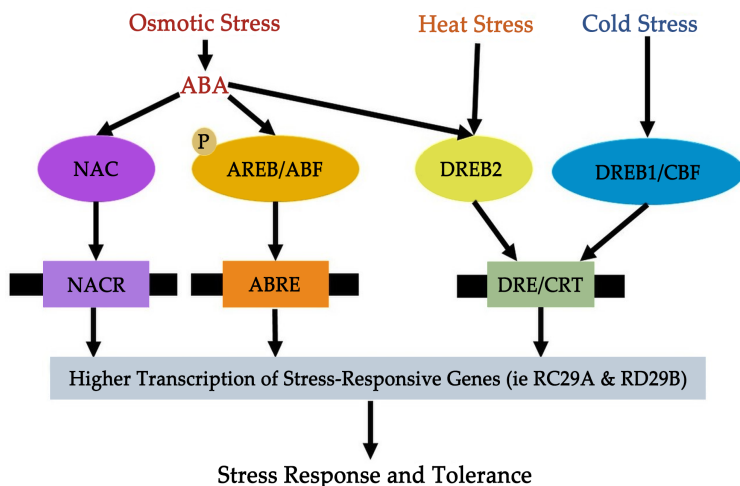 Osmotic Stress
Heat Stress
Cold Stress
ABA
P
NAC
AREB/ABF
DREB2
DREB1/CBF
NACR
ABRE
DRE/CRT
Higher Transcription of Stress-Responsive Genes (ie RC29A & RD29B)
Stress Response and Tolerance